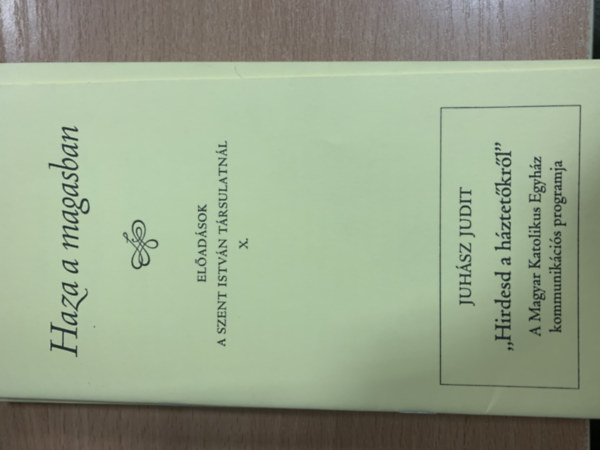 Haza a magasban
ELŐADÁSOK
A SZENT ISTVÁN TÁRSULATNÁL
X.
JUHÁSZ JUDIT
„Hirdesd a háztetőkről”
A Magyar Katolikus Egyház
kommunikációs programja